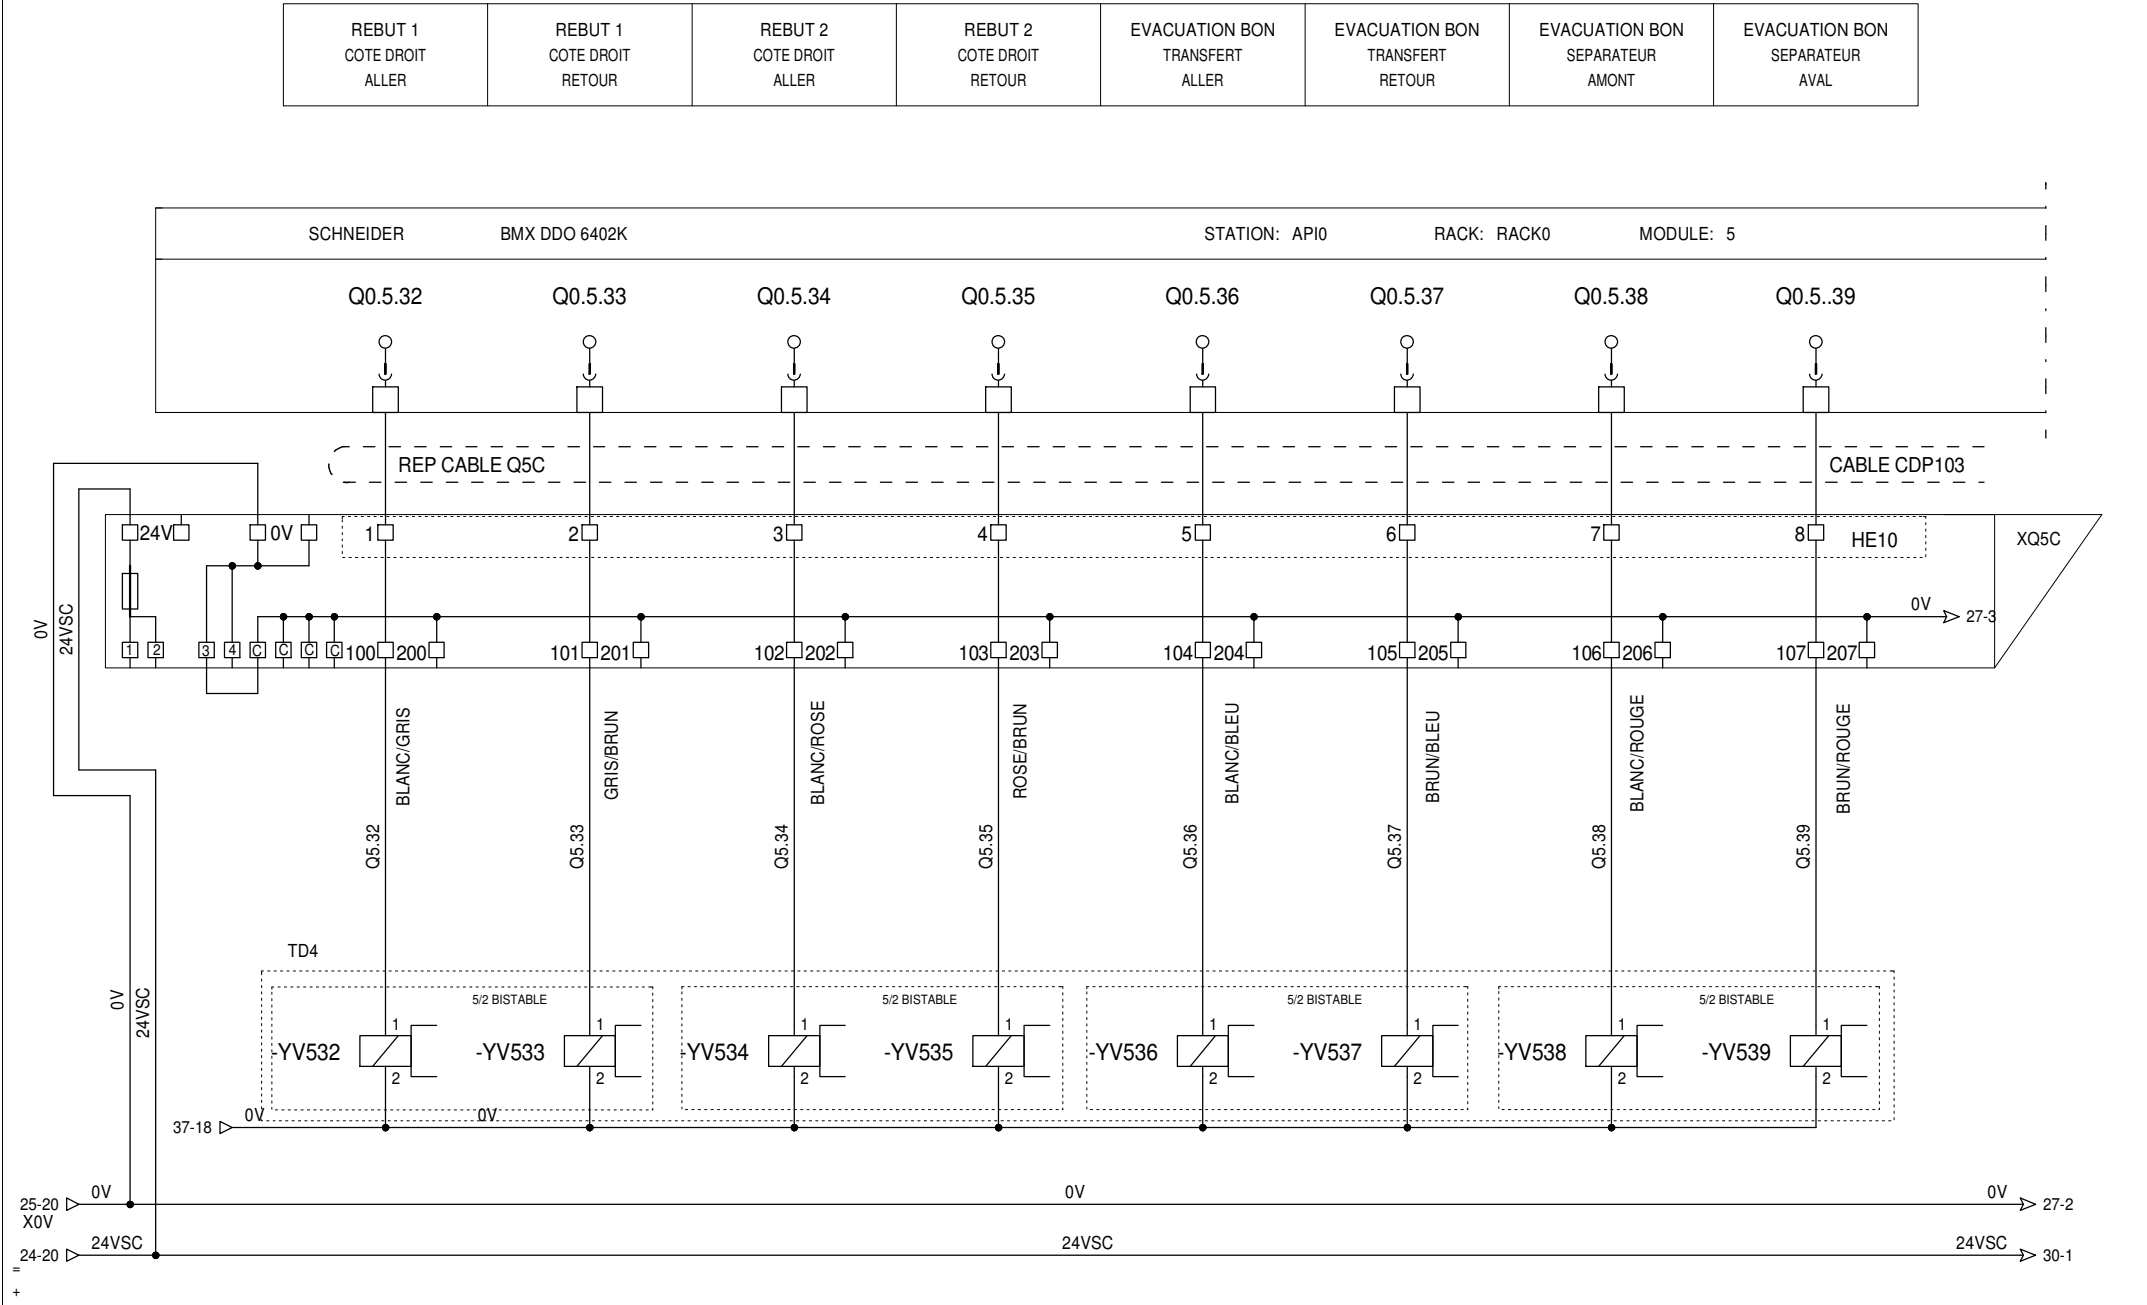 REBUT 1
COTE DROIT
ALLER
REBUT 1
COTE DROIT
RETOUR
REBUT 2
COTE DROIT
ALLER
REBUT 2
COTE DROIT
RETOUR
EVACUATION BON
TRANSFERT
ALLER
EVACUATION BON
TRANSFERT
RETOUR
EVACUATION BON
SEPARATEUR
AMONT
EVACUATION BON
SEPARATEUR
AVAL
SCHNEIDER BMX DDO 6402K STATION: API0 RACK: RACK0 MODULE: 5
Q0.5.32 Q0.5.33 Q0.5.34 Q0.5.35 Q0.5.36 Q0.5.37 Q0.5.38 Q0.5..39
REP CABLE Q5C CABLE CDP103
24V 0V 1 2 3 4 5 6 7 8 HE10 XQ5C
0V
24VSC
0V 27-3
1 2 3 4 C C C C 100 200 101 201 102 202 103 203 104 204 105 205 106 206 107 207
BLANC/GRIS
GRIS/BRUN
BLANC/ROSE
ROSE/BRUN
BLANC/BLEU
BRUN/BLEU
BLANC/ROUGE
BRUN/ROUGE
Q5.32
Q5.33
Q5.34
Q5.35
Q5.36
Q5.37
Q5.38
Q5.39
TD4
0V
24VSC
5/2 BISTABLE 5/2 BISTABLE 5/2 BISTABLE 5/2 BISTABLE
1 1 1 1 1 1 1 1
-YV532 -YV533 -YV534 -YV535 -YV536 -YV537 -YV538 -YV539
2 2 2 2 2 2 2 2
37-18 0V 0V
25-20 0V 0V 0V 27-2
X0V
24-20 24VSC 24VSC 24VSC 30-1
=
+